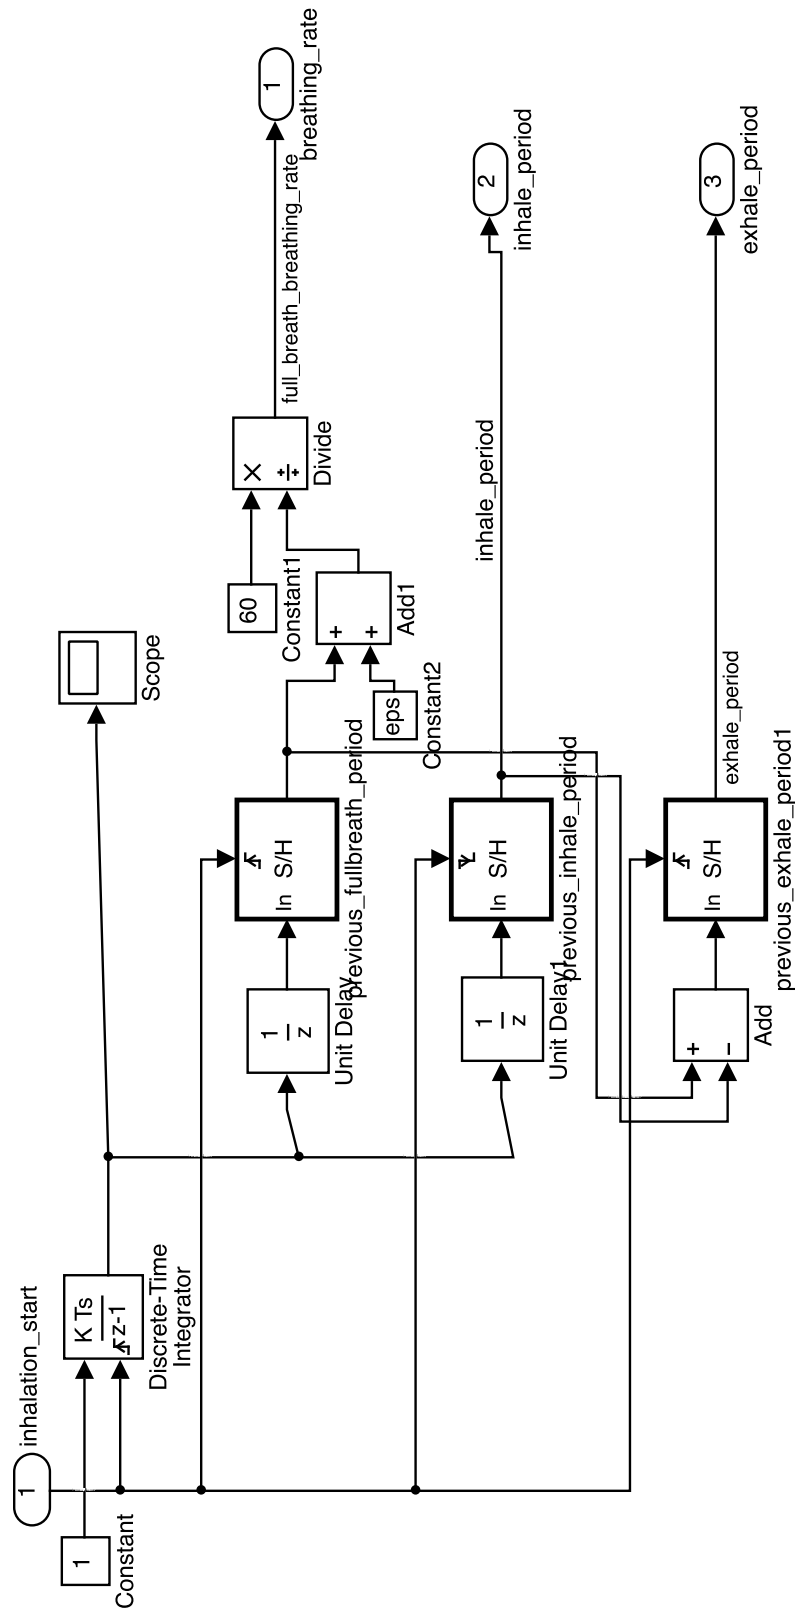 1
inhalation_start
1
Constant
K Ts
z-1
Discrete-Time
Integrator
Scope
1
z
Unit Delay
In
S/H
previous_fullbreath_period
eps
Constant2
+
+
Add1
60
Constant1
×
÷
Divide
full_breath_breathing_rate
1
breathing_rate
1
z
Unit Delay1
In
S/H
previous_inhale_period
inhale_period
2
inhale_period
+
−
Add
In
S/H
previous_exhale_period1
exhale_period
3
exhale_period